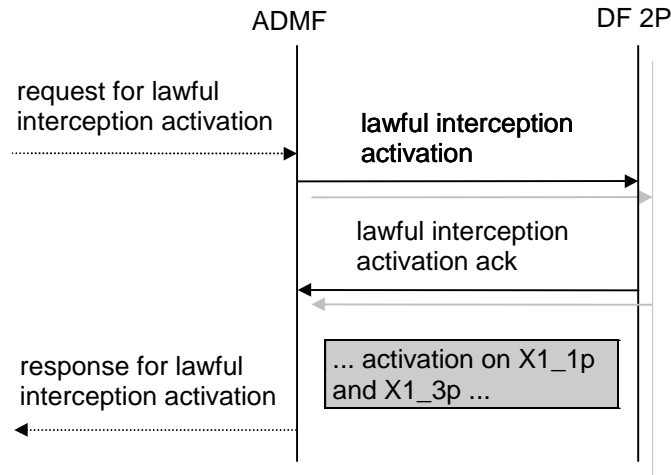 ADMF
DF 2P
request for lawful
interception activation
lawful interception
activation
lawful interception
activation ack
... activation on X1_1p
and X1_3p ...
response for lawful
interception activation